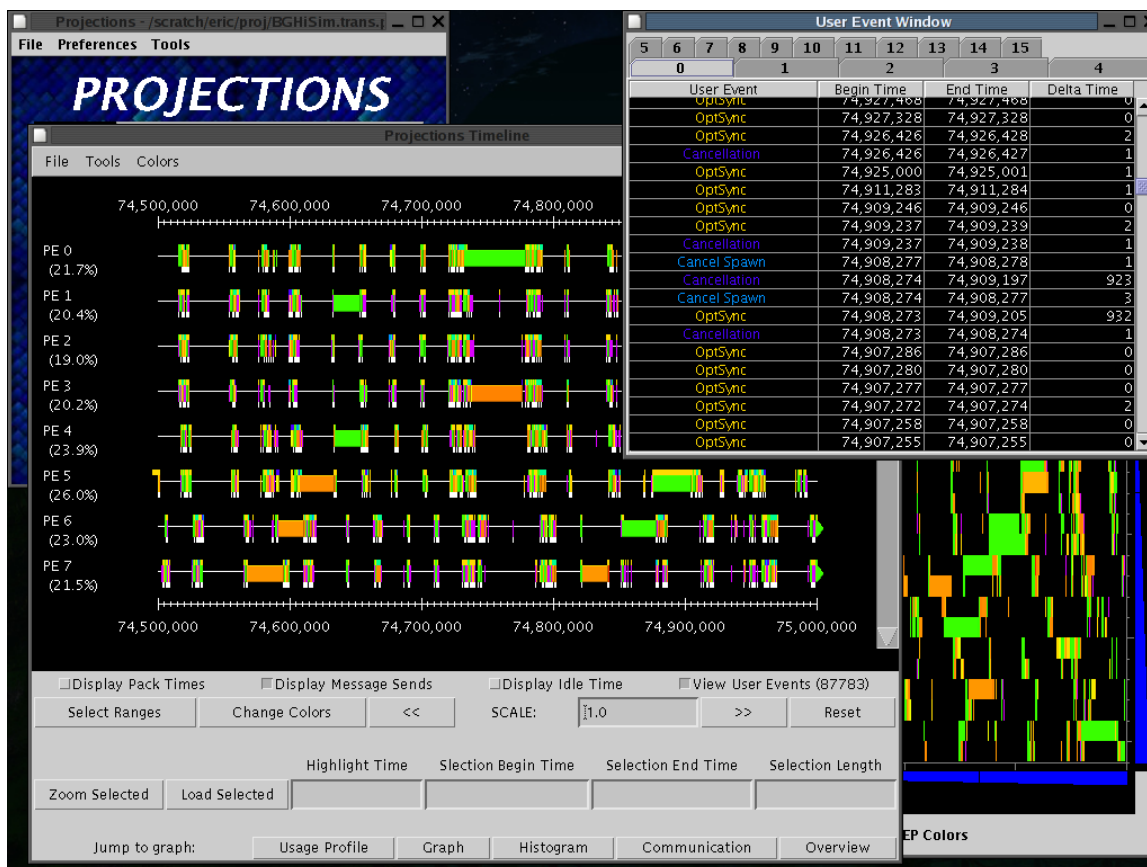 Projections - /scratch/eric/proj/BGHiSim.trans.p
File Preferences Tools
PROJECTIONS
Projections Timeline
File Tools Colors
74,500,000 74,600,000 74,700,000 74,800,000
PE 0
(21.7%)
PE 1
(20.4%)
PE 2
(19.0%)
PE 3
(20.2%)
PE 4
(23.9%)
PE 5
(26.0%)
PE 6
(23.0%)
PE 7
(21.5%)
74,500,000 74,600,000 74,700,000 74,800,000 74,900,000 75,000,000
Display Pack Times Display Message Sends Display Idle Time View User Events (87783)
Select Ranges Change Colors << SCALE: 1.0 >> Reset
Highlight Time Slection Begin Time Selection End Time Selection Length
Zoom Selected Load Selected
Jump to graph: Usage Profile Graph Histogram Communication Overview
User Event Window
5 6 7 8 9 10 11 12 13 14 15
0 1 2 3 4
User Event Begin Time End Time Delta Time
OptSync 74,927,468 74,927,468 0
OptSync 74,927,328 74,927,328 0
OptSync 74,926,426 74,926,428 2
Cancellation 74,926,426 74,926,427 1
OptSync 74,925,000 74,925,001 1
OptSync 74,911,283 74,911,284 1
OptSync 74,909,246 74,909,246 0
OptSync 74,909,237 74,909,239 2
Cancellation 74,909,237 74,909,238 1
Cancel Spawn 74,908,277 74,908,278 1
Cancellation 74,908,274 74,909,197 923
Cancel Spawn 74,908,274 74,908,277 3
OptSync 74,908,273 74,909,205 932
Cancellation 74,908,273 74,908,274 1
OptSync 74,907,286 74,907,286 0
OptSync 74,907,280 74,907,280 0
OptSync 74,907,277 74,907,277 0
OptSync 74,907,272 74,907,274 2
OptSync 74,907,258 74,907,258 0
OptSync 74,907,255 74,907,255 0
EP Colors